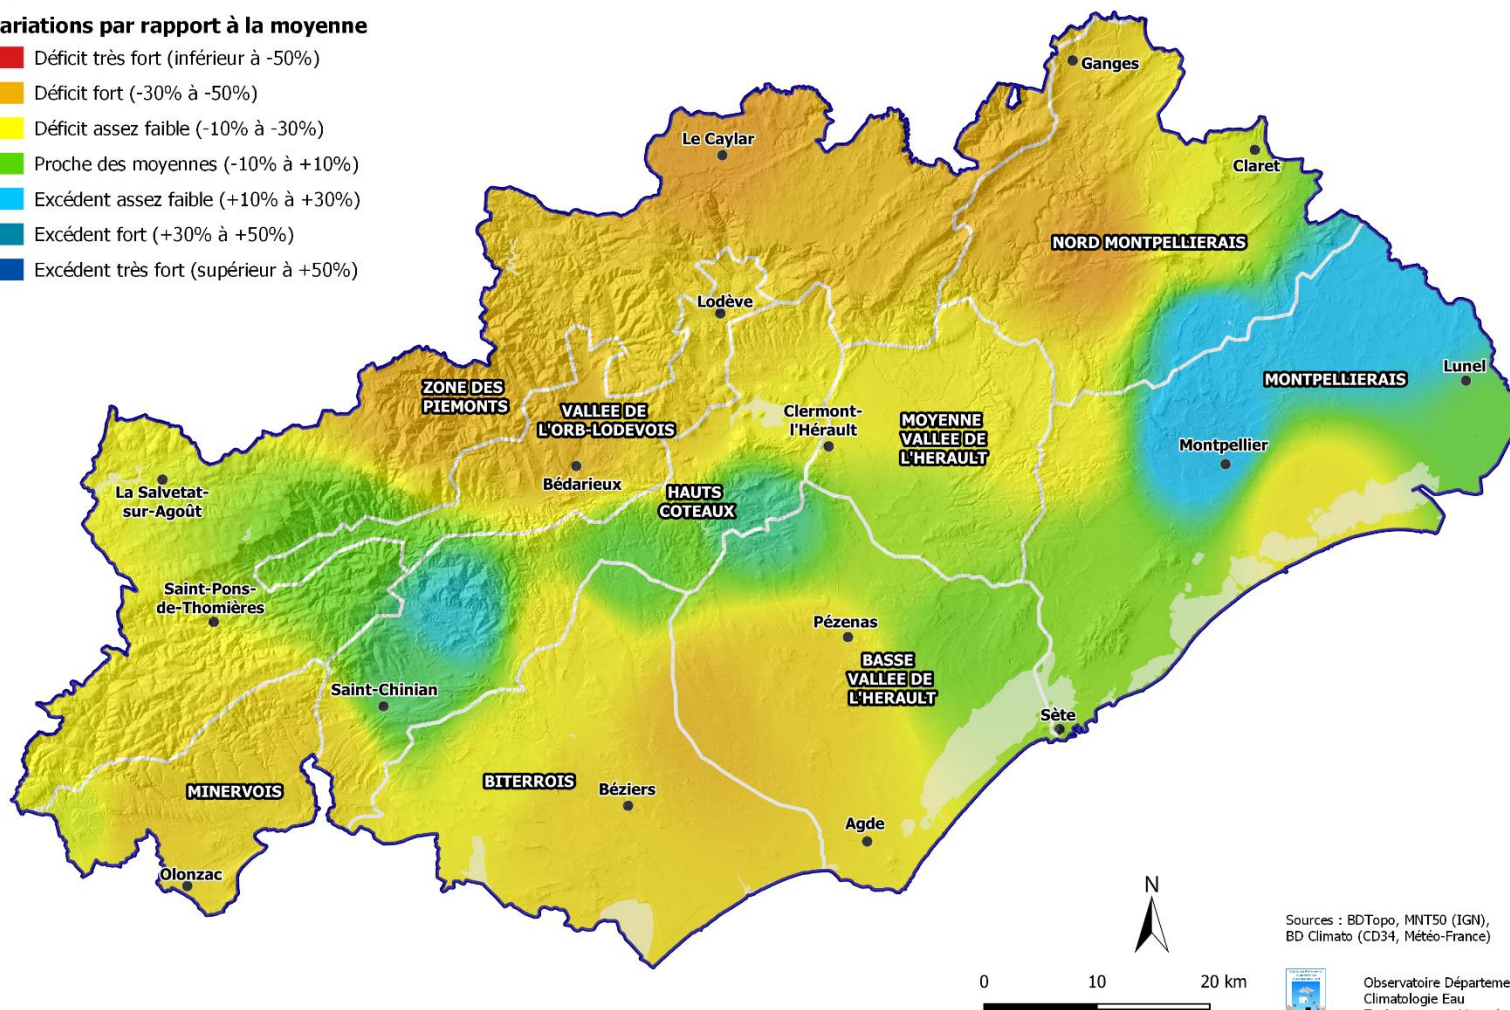 ariations par rapport à la moyenne
Déficit très fort (inférieur à -50%)
Déficit fort (-30% à -50%)
Déficit assez faible (-10% à -30%)
Proche des moyennes (-10% à +10%)
Excédent assez faible (+10% à +30%)
Excédent fort (+30% à +50%)
Excédent très fort (supérieur à +50%)
Ganges
Le Caylar
Claret
NORD MONTPELLIERAIS
Lodève
Lunel
MONTPELLIERAIS
ZONE DES
PIEMONTS
VALLEE DE
L'ORB-LODEVOIS
Clermont-
l'Hérault
MOYENNE
VALLEE DE
L'HERAULT
Montpellier
Bédarieux
La Salvetat-
sur-Agoût
HAUTS
COTEAUX
Saint-Pons-
de-Thomières
Pézenas
BASSE
VALLEE DE
L'HERAULT
Saint-Chinian
Sète
MINERVOIS
BITERROIS
Béziers
Agde
Olonzac
N
0 10 20 km
Sources : BDTopo, MNT50 (IGN),
BD Climato (CD34, Météo-France)
Observatoire Départeme
Climatologie Eau